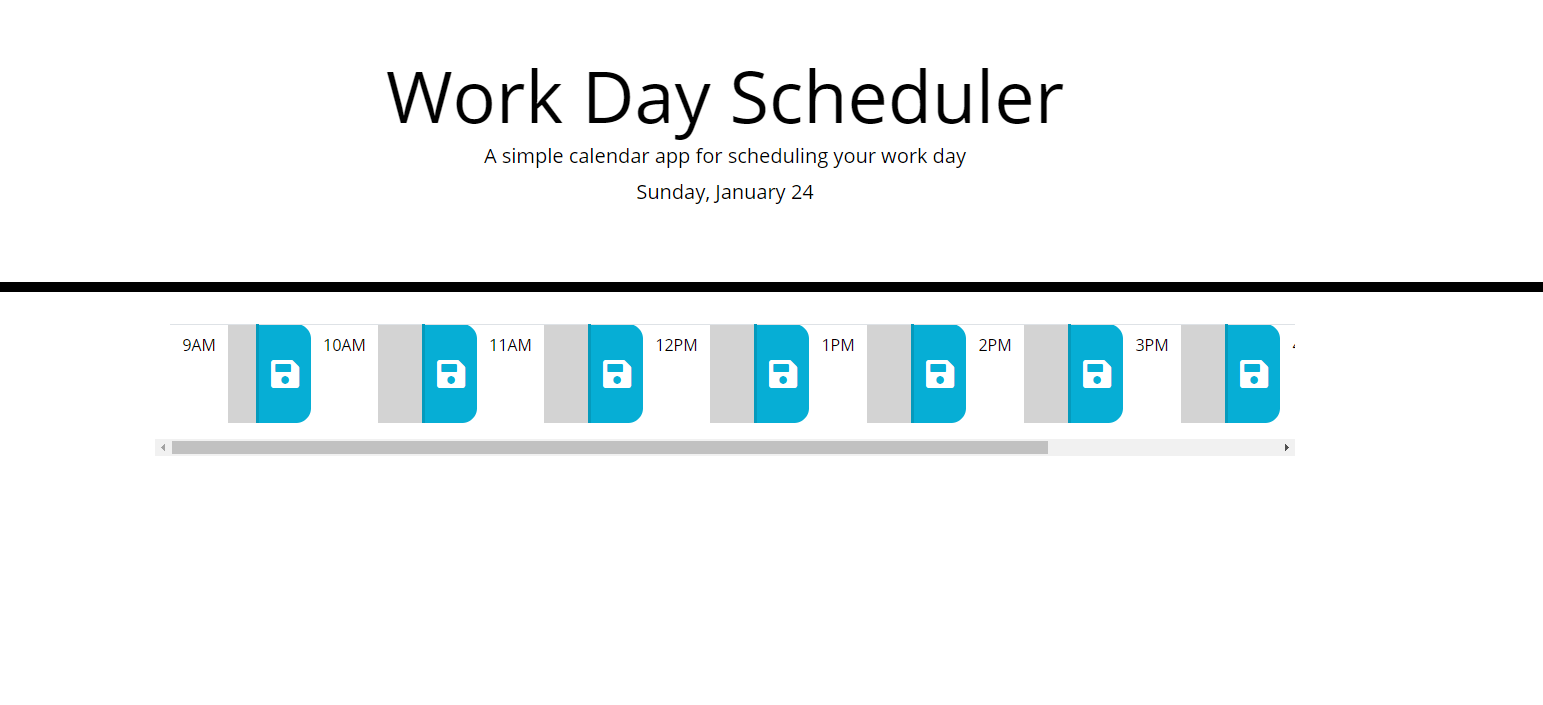 Work Day Scheduler
A simple calendar app for scheduling your work day
Sunday, January 24
9AM 10AM 11AM 12PM 1PM 2PM 3PM